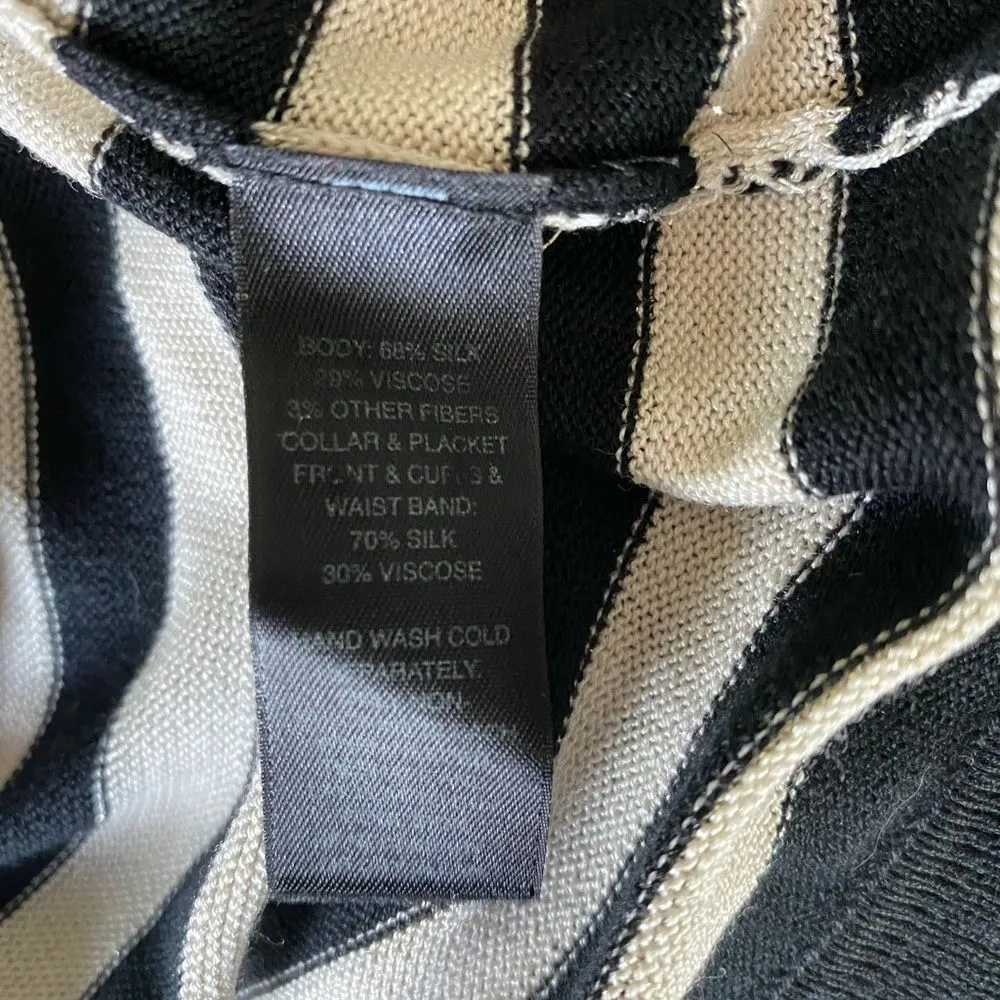 BODY: 68% SILK
29% VISCOSE
3% OTHER FIBERS
COLLAR & PLACKET
FRONT & CUFFS &
WAIST BAND:
70% SILK
30% VISCOSE
HAND WASH COLD